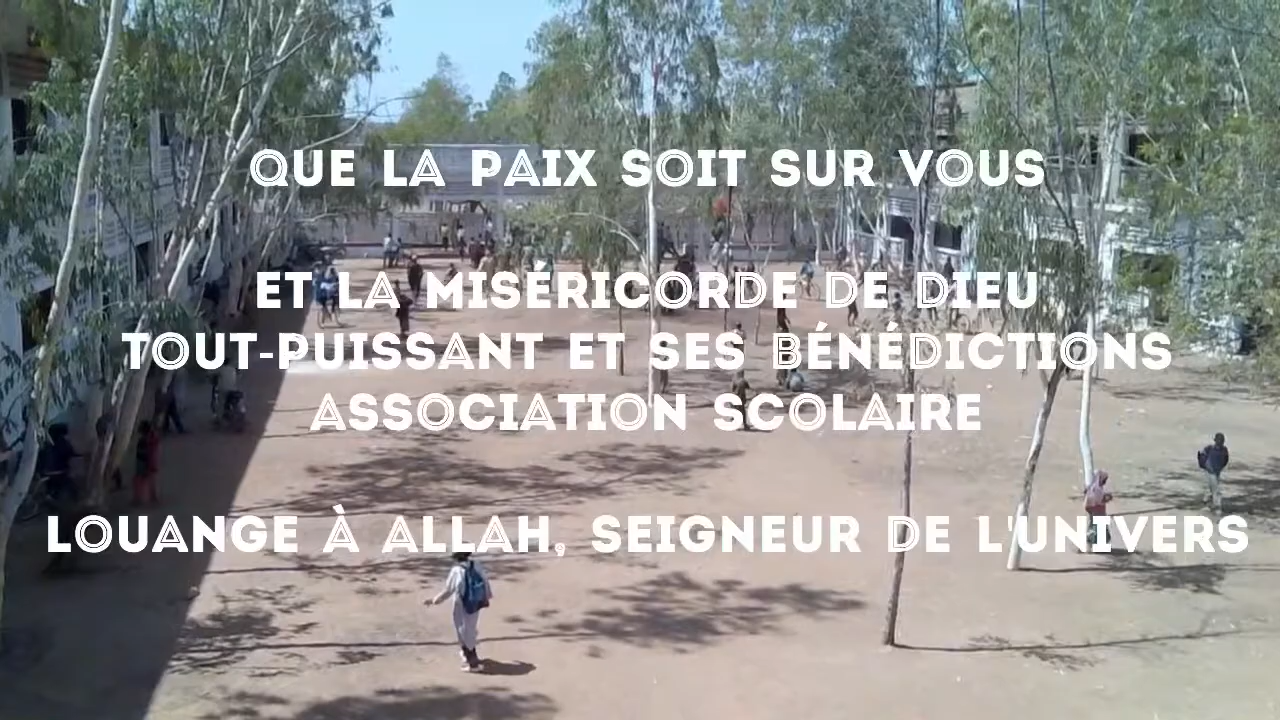 QUE LA PAIX SOIT SUR VOUS
ET LA MISÉRICORDE DE DIEU
TOUT-PUISSANT ET SES BÉNÉDICTIONS
ASSOCIATION SCOLAIRE
LOUANGE À ALLAH, SEIGNEUR DE L'UNIVERS